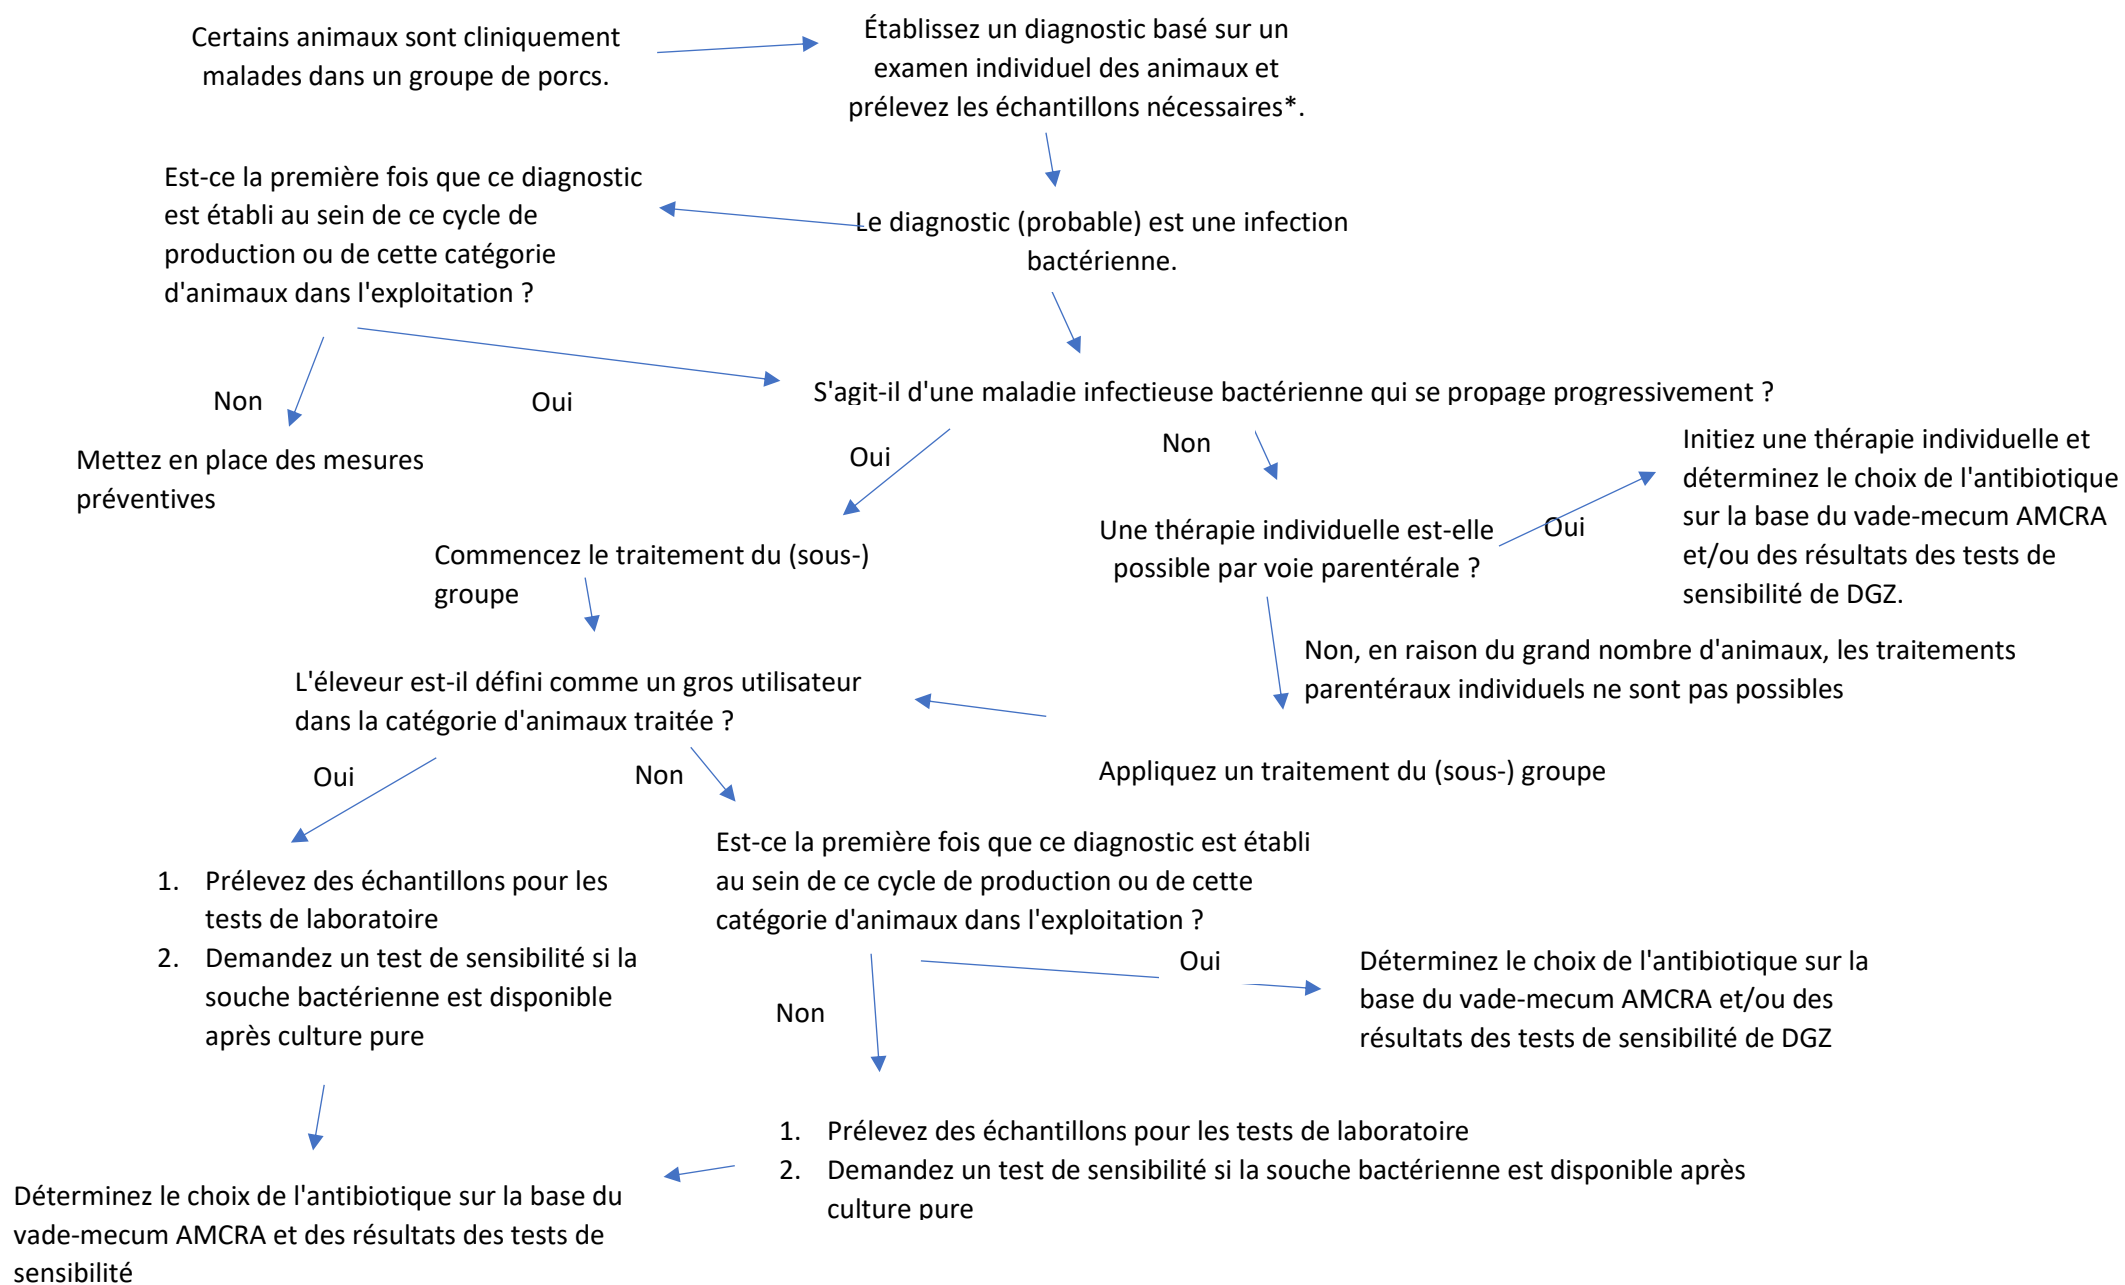 Certains animaux sont cliniquement
malades dans un groupe de porcs.
Établissez un diagnostic basé sur un
examen individuel des animaux et
prélevez les échantillons nécessaires*.
Est-ce la première fois que ce diagnostic
est établi au sein de ce cycle de
production ou de cette catégorie
d'animaux dans l'exploitation ?
Le diagnostic (probable) est une infection
bactérienne.
Non
Oui
S'agit-il d'une maladie infectieuse bactérienne qui se propage progressivement ?
Mettez en place des mesures
préventives
Oui
Non
Initiez une thérapie individuelle et
déterminez le choix de l'antibiotique
sur la base du vade-mecum AMCRA
et/ou des résultats des tests de
sensibilité de DGZ.
Commencez le traitement du (sous-)
groupe
Une thérapie individuelle est-elle
possible par voie parentérale ?
Oui
Non, en raison du grand nombre d'animaux, les traitements
parentéraux individuels ne sont pas possibles
L'éleveur est-il défini comme un gros utilisateur
dans la catégorie d'animaux traitée ?
Appliquez un traitement du (sous-) groupe
Oui
Non
Est-ce la première fois que ce diagnostic est établi
au sein de ce cycle de production ou de cette
catégorie d'animaux dans l'exploitation ?
1. Prélevez des échantillons pour les
tests de laboratoire
2. Demandez un test de sensibilité si la
souche bactérienne est disponible
après culture pure
Oui
Non
Déterminez le choix de l'antibiotique sur la
base du vade-mecum AMCRA et/ou des
résultats des tests de sensibilité de DGZ
1. Prélevez des échantillons pour les tests de laboratoire
2. Demandez un test de sensibilité si la souche bactérienne est disponible après
culture pure
Déterminez le choix de l'antibiotique sur la base du
vade-mecum AMCRA et des résultats des tests de
sensibilité